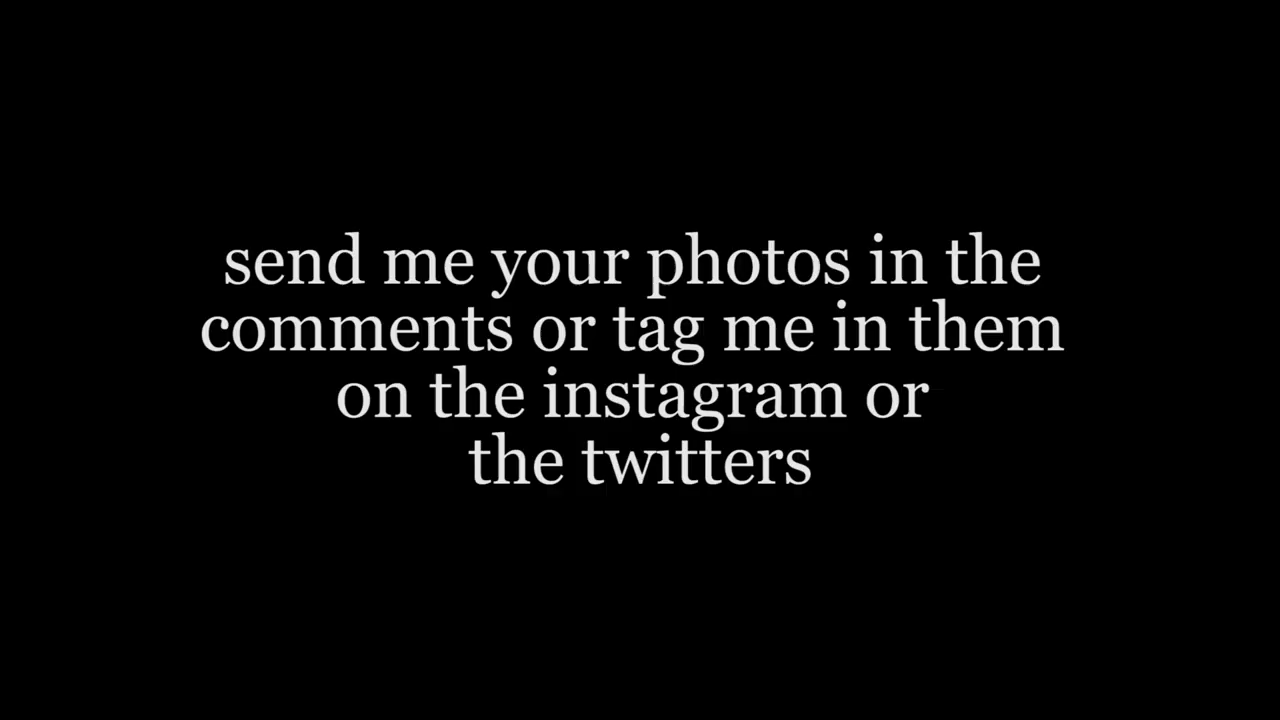 send me your photos in the
comments or tag me in them
on the instagram or
the twitters